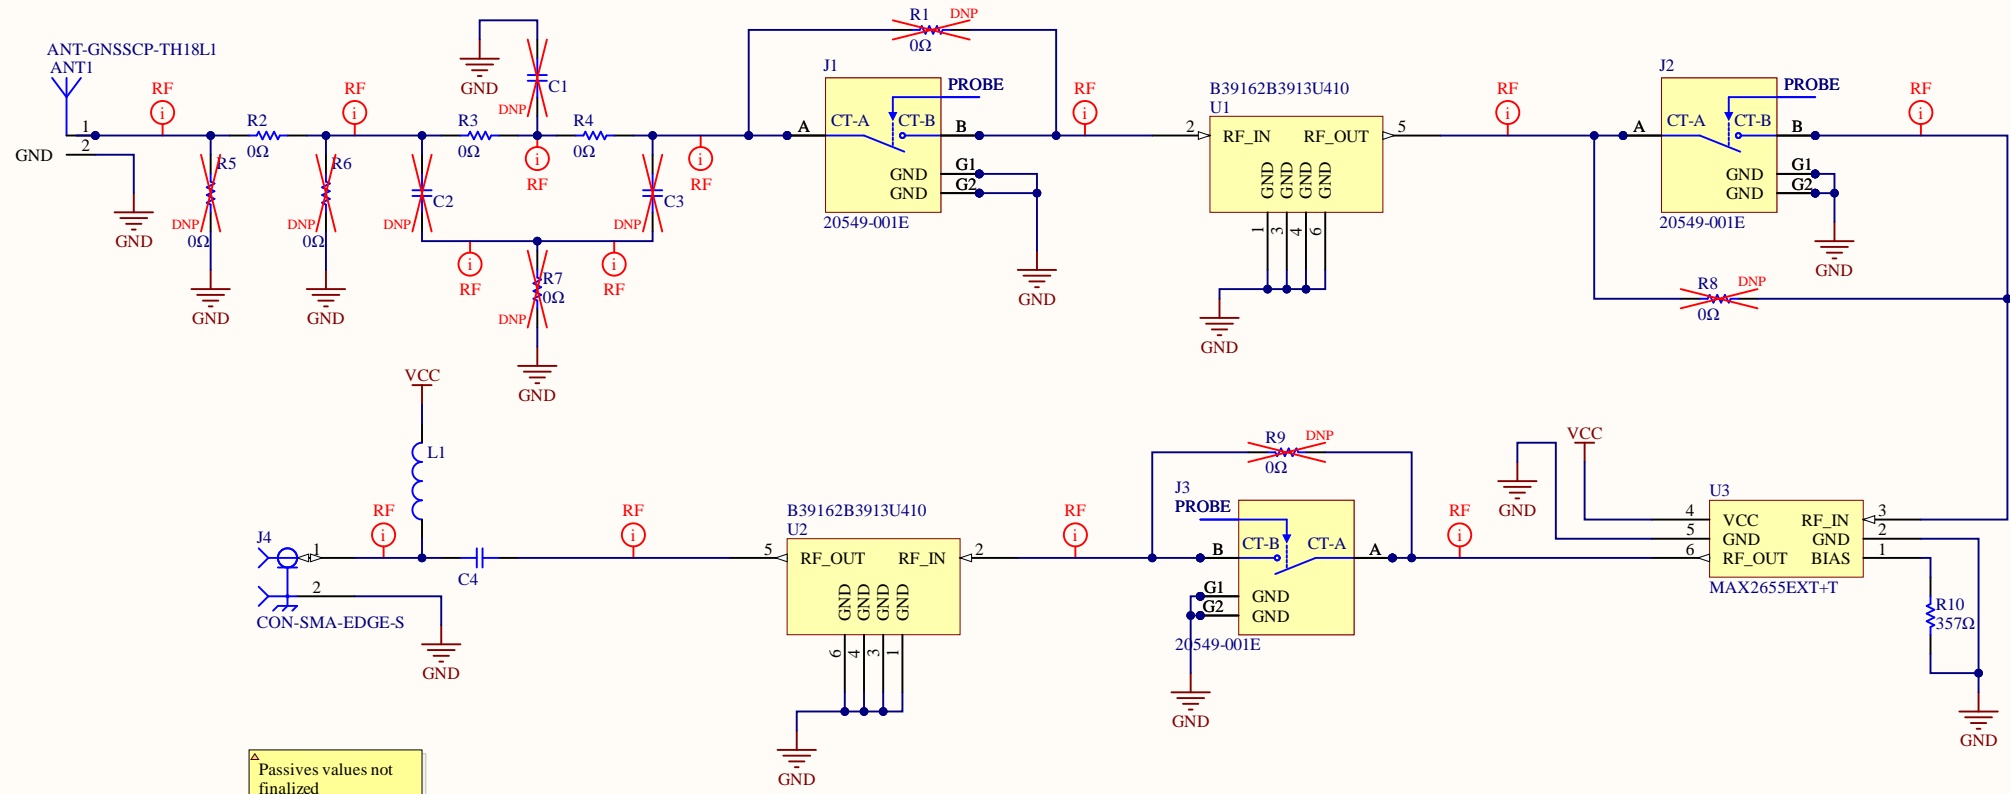 ANT-GNSSCP-TH18L1
ANT1
1
2
GND
GND
RF
i
R5
DNP
0Ω
GND
R2
0Ω
RF
i
R6
DNP
0Ω
GND
GND
DNP
C1
R3
0Ω
R4
0Ω
i
RF
C2
DNP
C3
DNP
i
RF
i
RF
i
RF
R7
0Ω
DNP
GND
R1
DNP
0Ω
J1
PROBE
A
CT-A
CT-B
B
GND
G1
GND
G2
20549-001E
GND
RF
i
B39162B3913U410
U1
2
RF_IN
RF_OUT
5
GND
GND
GND
GND
1
3
4
6
GND
RF
i
J2
PROBE
A
CT-A
CT-B
B
GND
G1
GND
G2
20549-001E
GND
RF
i
R8
DNP
0Ω
VCC
L1
RF
i
J4
1
2
CON-SMA-EDGE-S
GND
C4
RF
i
B39162B3913U410
U2
5
RF_OUT
RF_IN
2
GND
GND
GND
GND
6
4
3
1
GND
RF
i
R9
DNP
0Ω
J3
PROBE
B
CT-B
CT-A
A
G1
GND
G2
GND
20549-001E
GND
RF
i
GND
VCC
U3
4
VCC
RF_IN
3
5
GND
GND
2
6
RF_OUT
BIAS
1
MAX2655EXT+T
R10
357Ω
GND
Passives values not
finalized